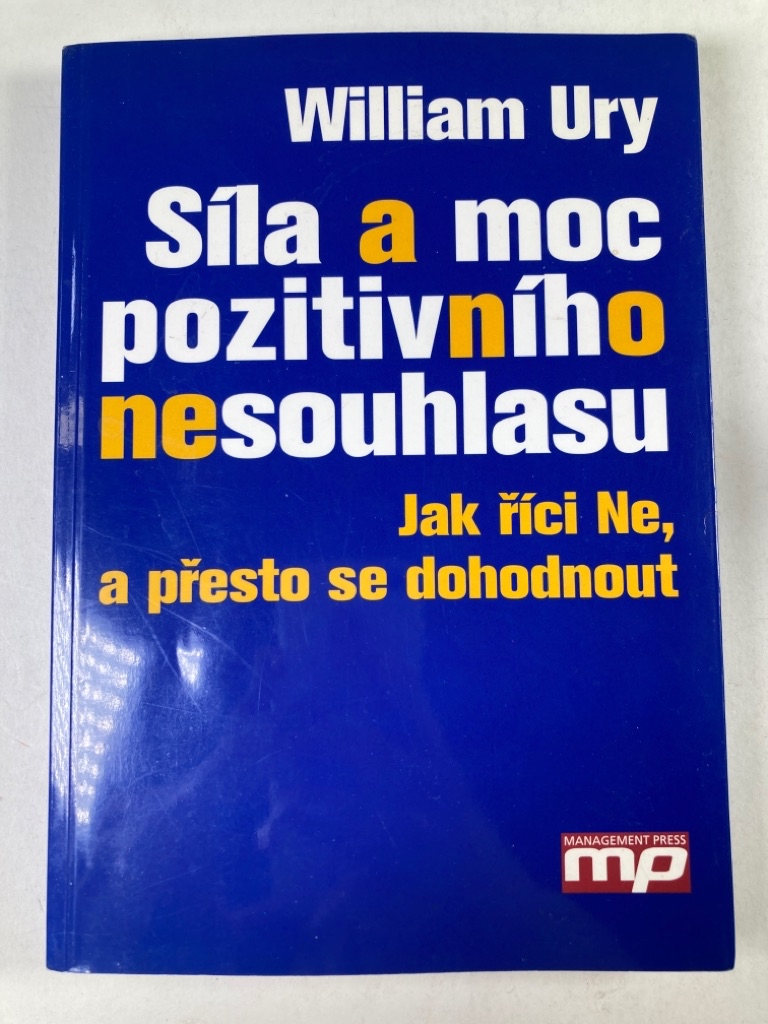 William Ury
Síla a moc
pozitivního
nesouhlasu
Jak říci Ne,
a přesto se dohodnout
MANAGEMENT PRESS
mp